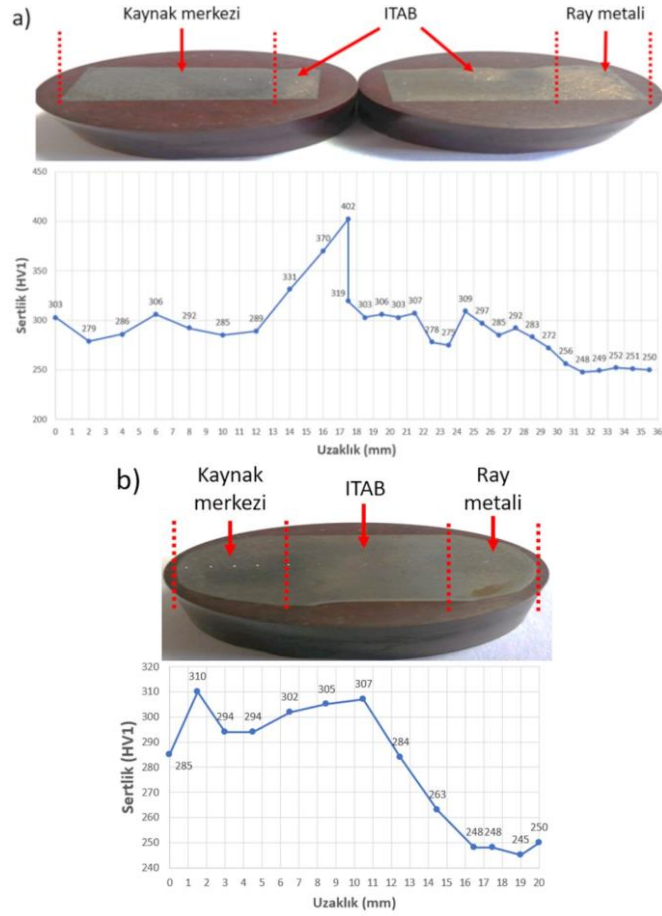 a)
Kaynak merkezi ITAB Ray metali
450
400
350
300
250
200
Sertlik (HV1)
303 279 286 306 292 285 289 331 370 402 319 303 306 303 307 278 275 309 297 285 292 283 272 256 248 249 252 251 250
0 1 2 3 4 5 6 7 8 9 10 11 12 13 14 15 16 17 18 19 20 21 22 23 24 25 26 27 28 29 30 31 32 33 34 35 36
Uzaklık (mm)
b)
Kaynak
merkezi
ITAB
Ray
metali
320
310
300
290
280
270
260
250
240
Sertlik (HV1)
285 310 294 294 302 305 307 284 263 248 248 245 250
0 1 2 3 4 5 6 7 8 9 10 11 12 13 14 15 16 17 18 19 20
Uzaklık (mm)